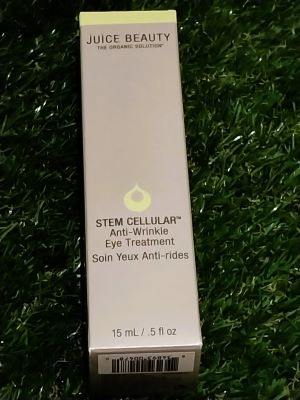 JUICE BEAUTY
THE ORGANIC SOLUTION
STEM CELLULAR™
Anti-Wrinkle
Eye Treatment
Soin Yeux Anti-rides
15 mL / .5 fl oz